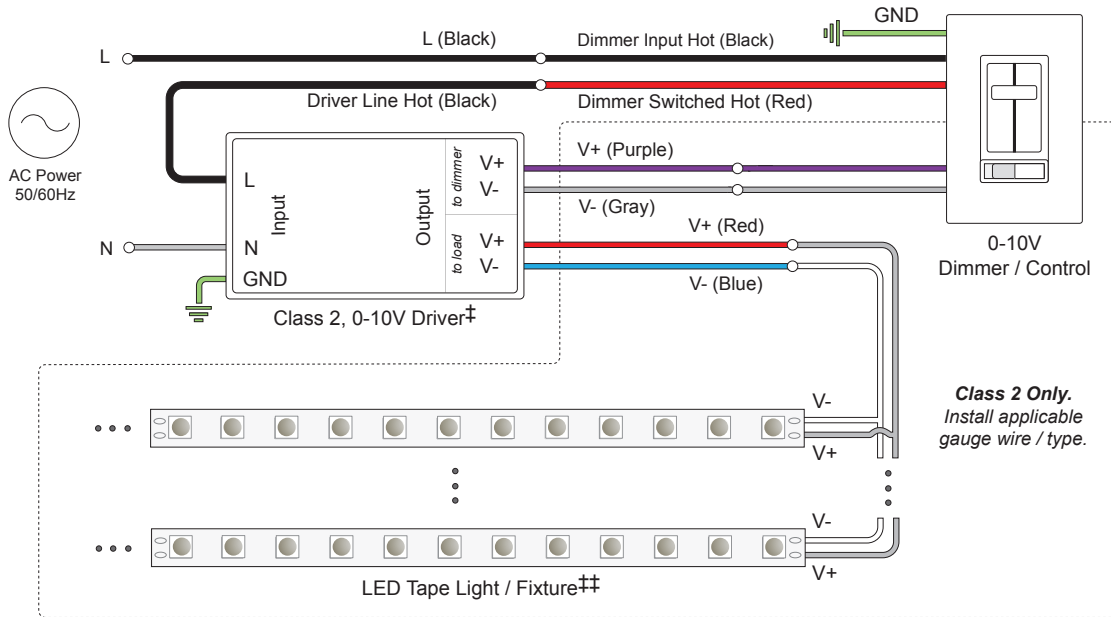 GND
L
L (Black)
Dimmer Input Hot (Black)
Driver Line Hot (Black)
Dimmer Switched Hot (Red)
AC Power
50/60Hz
L
Input
N
GND
Output
to dimmer
V+
V-
to load
V+
V-
V+ (Purple)
V- (Gray)
V+ (Red)
V- (Blue)
N
Class 2, 0-10V Driver‡
0-10V
Dimmer / Control
Class 2 Only.
Install applicable
gauge wire / type.
V-
V+
V-
V+
LED Tape Light / Fixture‡‡